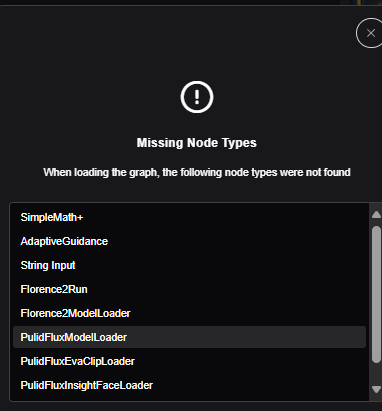 Missing Node Types
When loading the graph, the following node types were not found
SimpleMath+
AdaptiveGuidance
String Input
Florence2Run
Florence2ModelLoader
PulidFluxModelLoader
PulidFluxEvaClipLoader
PulidFluxInsightFaceLoader